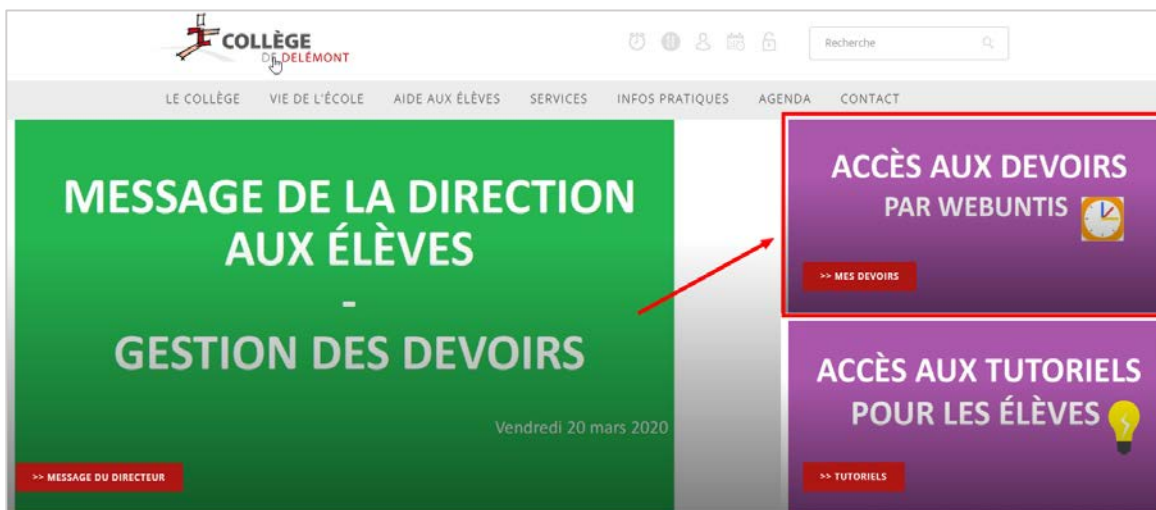 COLLÈGE
DE DELÉMONT
Recherche
LE COLLÈGE VIE DE L'ÉCOLE AIDE AUX ÉLÈVES SERVICES INFOS PRATIQUES AGENDA CONTACT
MESSAGE DE LA DIRECTION
AUX ÉLÈVES
-
GESTION DES DEVOIRS
Vendredi 20 mars 2020
>> MESSAGE DU DIRECTEUR
ACCÈS AUX DEVOIRS
PAR WEBUNTIS
>> MES DEVOIRS
ACCÈS AUX TUTORIELS
POUR LES ÉLÈVES
>> TUTORIELS